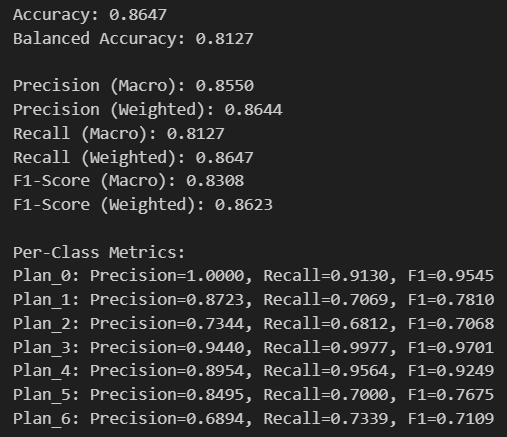 Accuracy: 0.8647
Balanced Accuracy: 0.8127
Precision (Macro): 0.8550
Precision (Weighted): 0.8644
Recall (Macro): 0.8127
Recall (Weighted): 0.8647
F1-Score (Macro): 0.8308
F1-Score (Weighted): 0.8623
Per-Class Metrics:
Plan_0: Precision=1.0000, Recall=0.9130, F1=0.9545
Plan_1: Precision=0.8723, Recall=0.7069, F1=0.7810
Plan_2: Precision=0.7344, Recall=0.6812, F1=0.7068
Plan_3: Precision=0.9440, Recall=0.9977, F1=0.9701
Plan_4: Precision=0.8954, Recall=0.9564, F1=0.9249
Plan_5: Precision=0.8495, Recall=0.7000, F1=0.7675
Plan_6: Precision=0.6894, Recall=0.7339, F1=0.7109